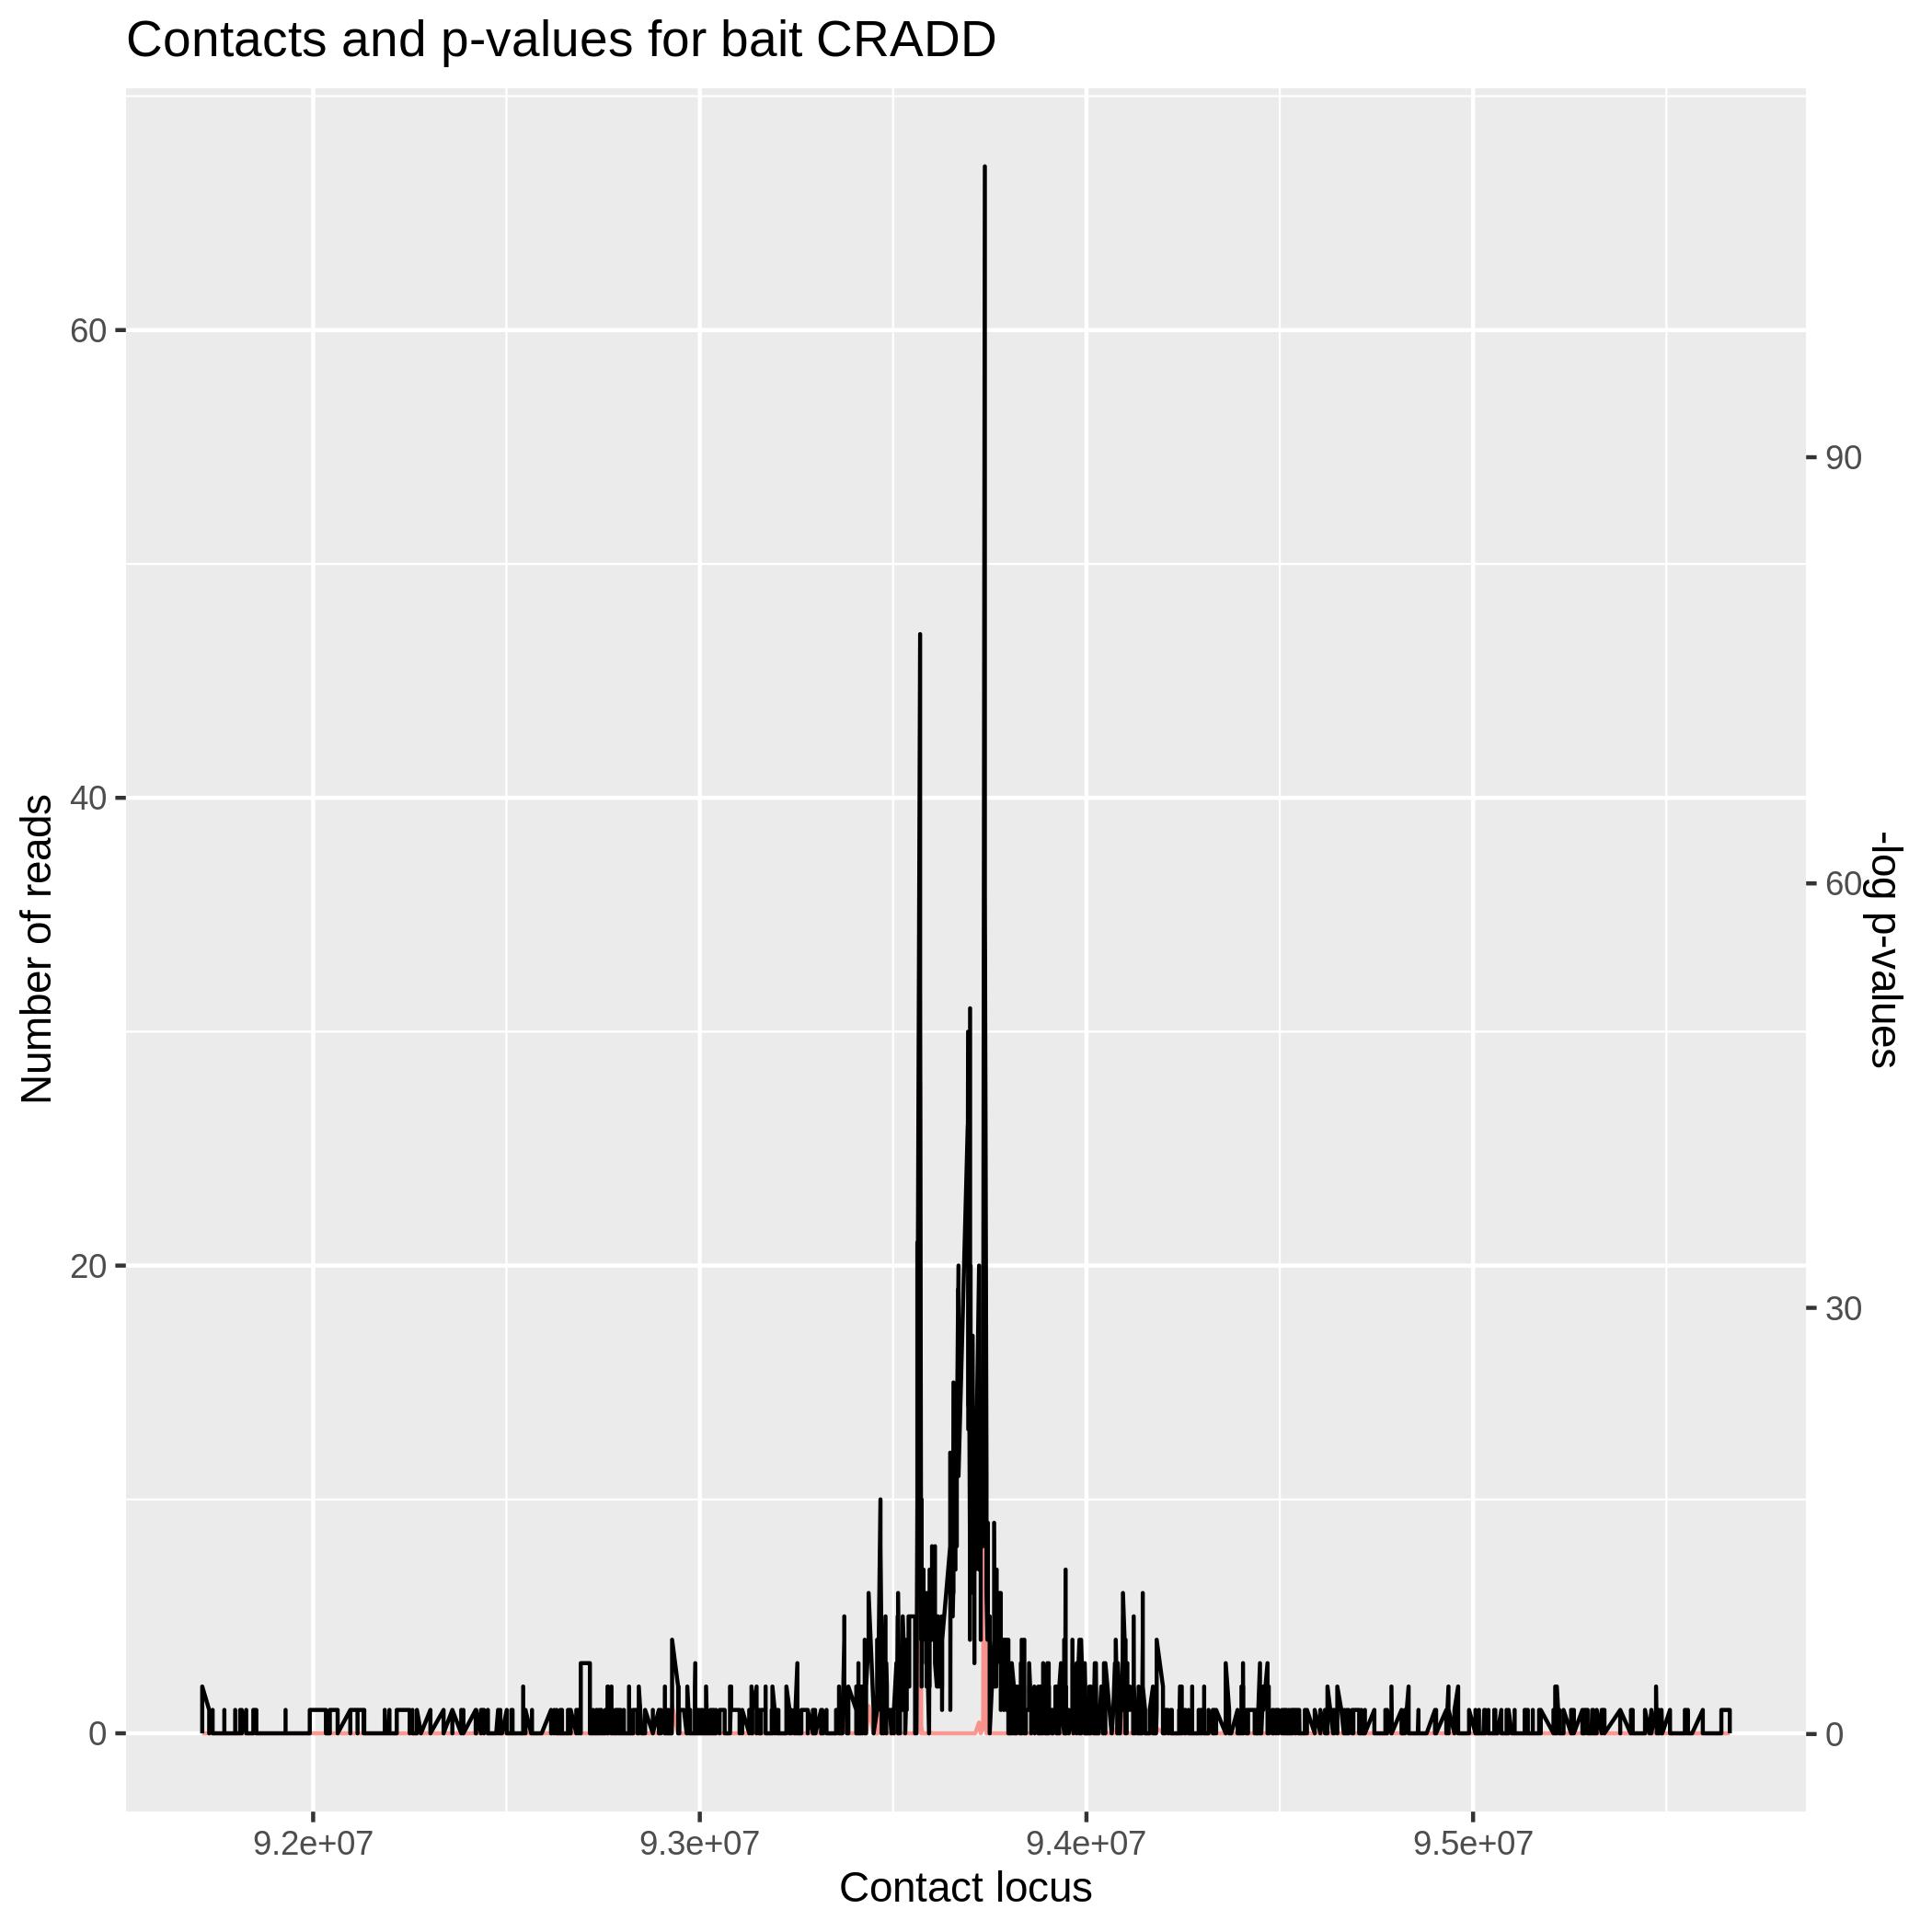 Contacts and p-values for bait CRADD
60
40
20
0
Number of reads
90
60
30
0
-log p-values
9.2e+07 9.3e+07 9.4e+07 9.5e+07
Contact locus